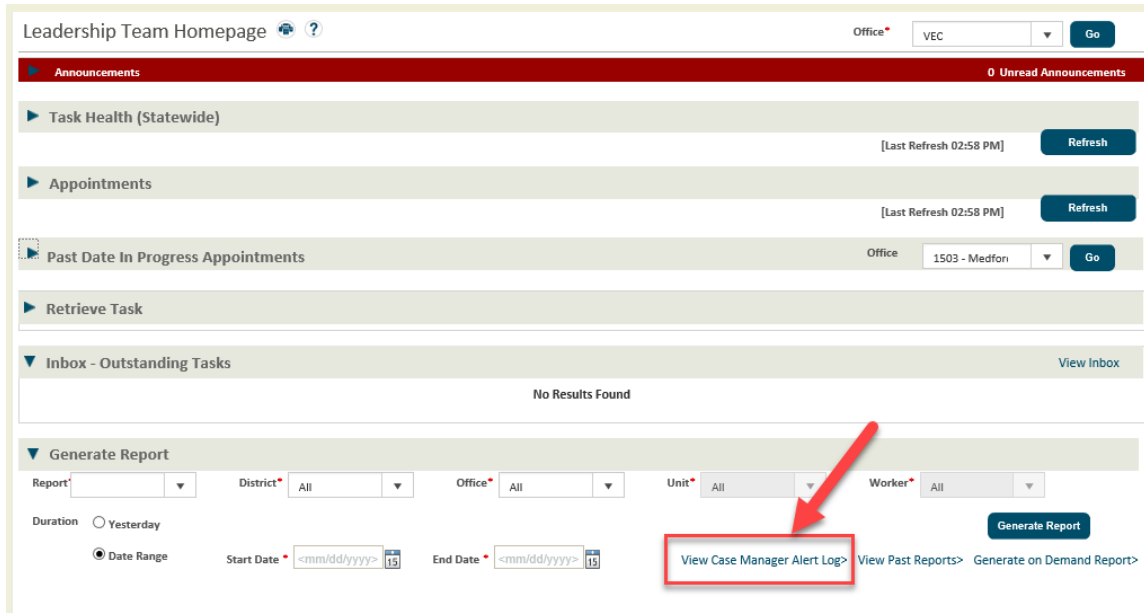 Leadership Team Homepage ? Office* VEC Go
Announcements 0 Unread Announcements
Task Health (Statewide)
[Last Refresh 02:58 PM] Refresh
Appointments
[Last Refresh 02:58 PM] Refresh
Past Date In Progress Appointments Office 1503 - Medfor Go
Retrieve Task
Inbox - Outstanding Tasks View Inbox
No Results Found
Generate Report
Report* District* All Office* All Unit* All Worker* All
Duration Yesterday Generate Report
Date Range Start Date * <mm/dd/yyyy> 15 End Date * <mm/dd/yyyy> 15 View Case Manager Alert Log> View Past Reports> Generate on Demand Report>